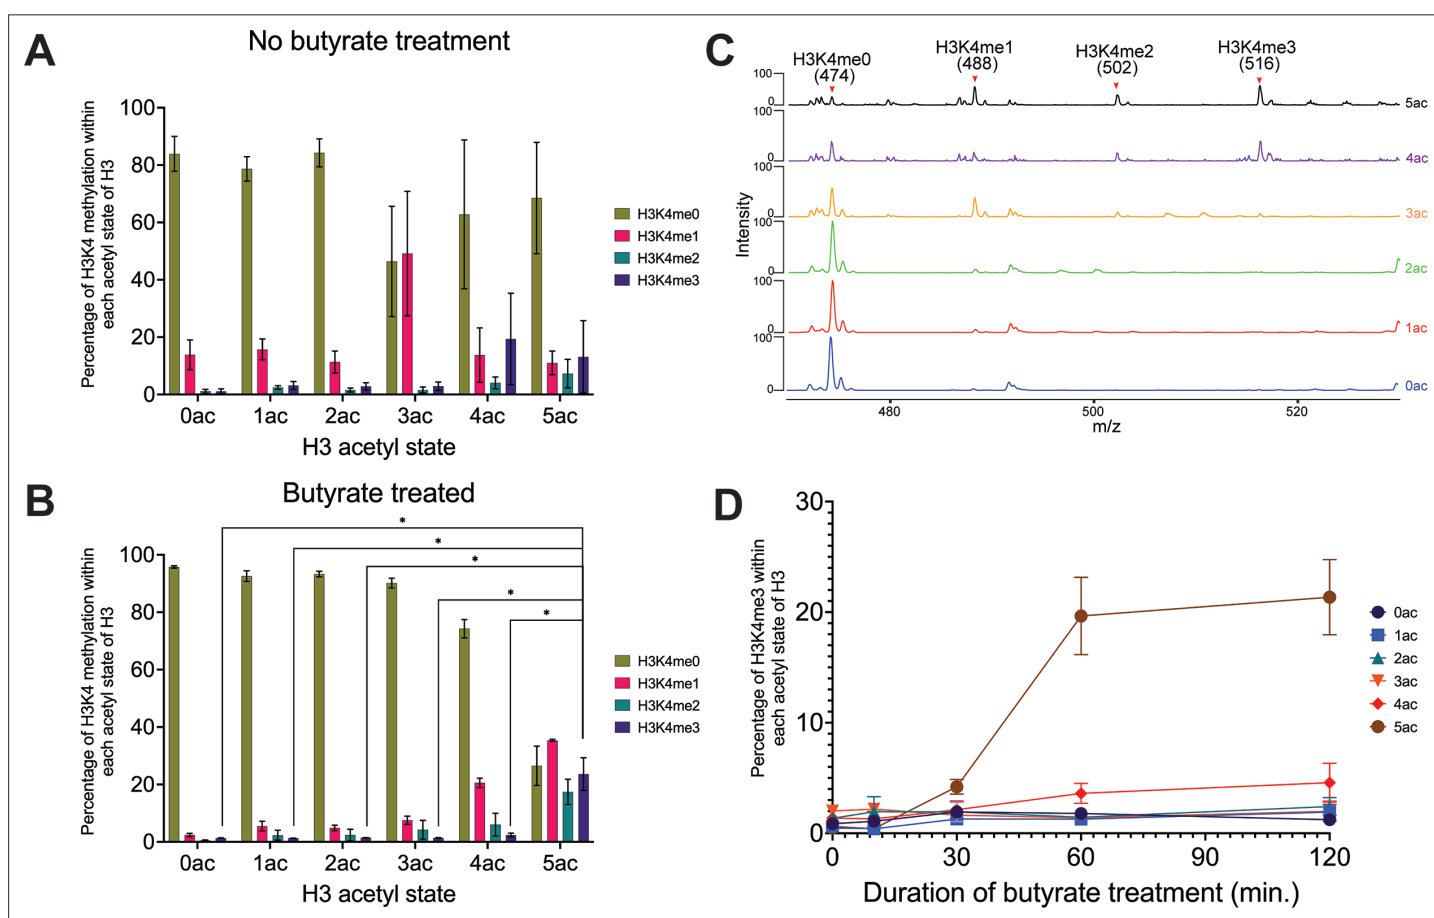 A
No butyrate treatment
Percentage of H3K4 methylation within
each acetyl state of H3
100
80
60
40
20
0
0ac 1ac 2ac 3ac 4ac 5ac
H3 acetyl state
H3K4me0
H3K4me1
H3K4me2
H3K4me3
B
Butyrate treated
Percentage of H3K4 methylation within
each acetyl state of H3
100
80
60
40
20
0
* * * * *
0ac 1ac 2ac 3ac 4ac 5ac
H3 acetyl state
H3K4me0
H3K4me1
H3K4me2
H3K4me3
C
H3K4me0
(474)
H3K4me1
(488)
H3K4me2
(502)
H3K4me3
(516)
Intensity
100
0
5ac
100
0
4ac
100
0
3ac
100
0
2ac
100
0
1ac
100
0
0ac
480 500 520
m/z
D
Percentage of H3K4me3 within
each acetyl state of H3
30
20
10
0
0 30 60 90 120
Duration of butyrate treatment (min.)
0ac
1ac
2ac
3ac
4ac
5ac